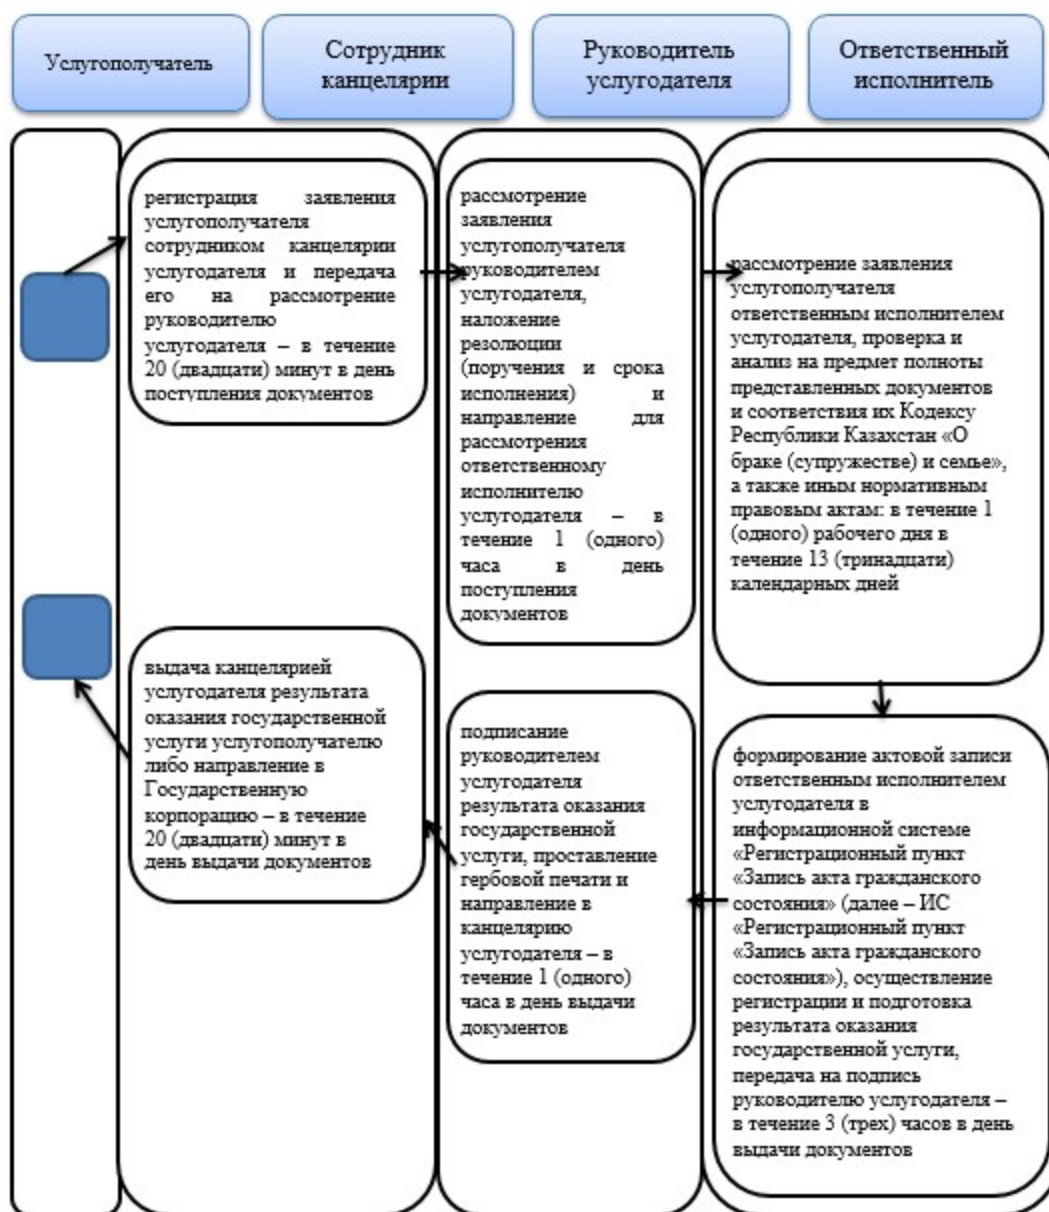 Услугополучатель
Сотрудник
канцелярии
Руководитель
услугодателя
Ответственный
исполнитель
регистрация заявления
услугополучателя
сотрудником канцелярии
услугодателя и передача
его на рассмотрение
руководителю
услугодателя – в течение
20 (двадцати) минут в день
поступления документов
рассмотрение
заявления
услугополучателя
руководителем
услугодателя,
наложение
резолюции
(поручения и срока
исполнения) и
направление для
рассмотрения
ответственному
исполнителю
услугодателя – в
течение 1 (одного)
часа в день
поступления
документов
рассмотрение заявления
услугополучателя
ответственным исполнителем
услугодателя, проверка и
анализ на предмет полноты
представленных документов
и соответствия их Кодексу
Республики Казахстан «О
браке (супружестве) и семье»,
а также иным нормативным
правовым актам: в течение 1
(одного) рабочего дня в
течение 13 (тринадцати)
календарных дней
формирование актовой записи
ответственным исполнителем
услугодателя в
информационной системе
«Регистрационный пункт
«Запись акта гражданского
состояния» (далее – ИС
«Регистрационный пункт
«Запись акта гражданского
состояния»), осуществление
регистрации и подготовка
результата оказания
государственной услуги,
передача на подпись
руководителю услугодателя –
в течение 3 (трех) часов в день
выдачи документов
подписание
руководителем
услугодателя
результата оказания
государственной
услуги, проставление
гербовой печати и
направление в
канцелярию
услугодателя – в
течение 1 (одного)
часа в день выдачи
документов
выдача канцелярией
услугодателя результата
оказания государственной
услуги услугополучателю
либо направление в
Государственную
корпорацию – в течение
20 (двадцати) минут в
день выдачи документов